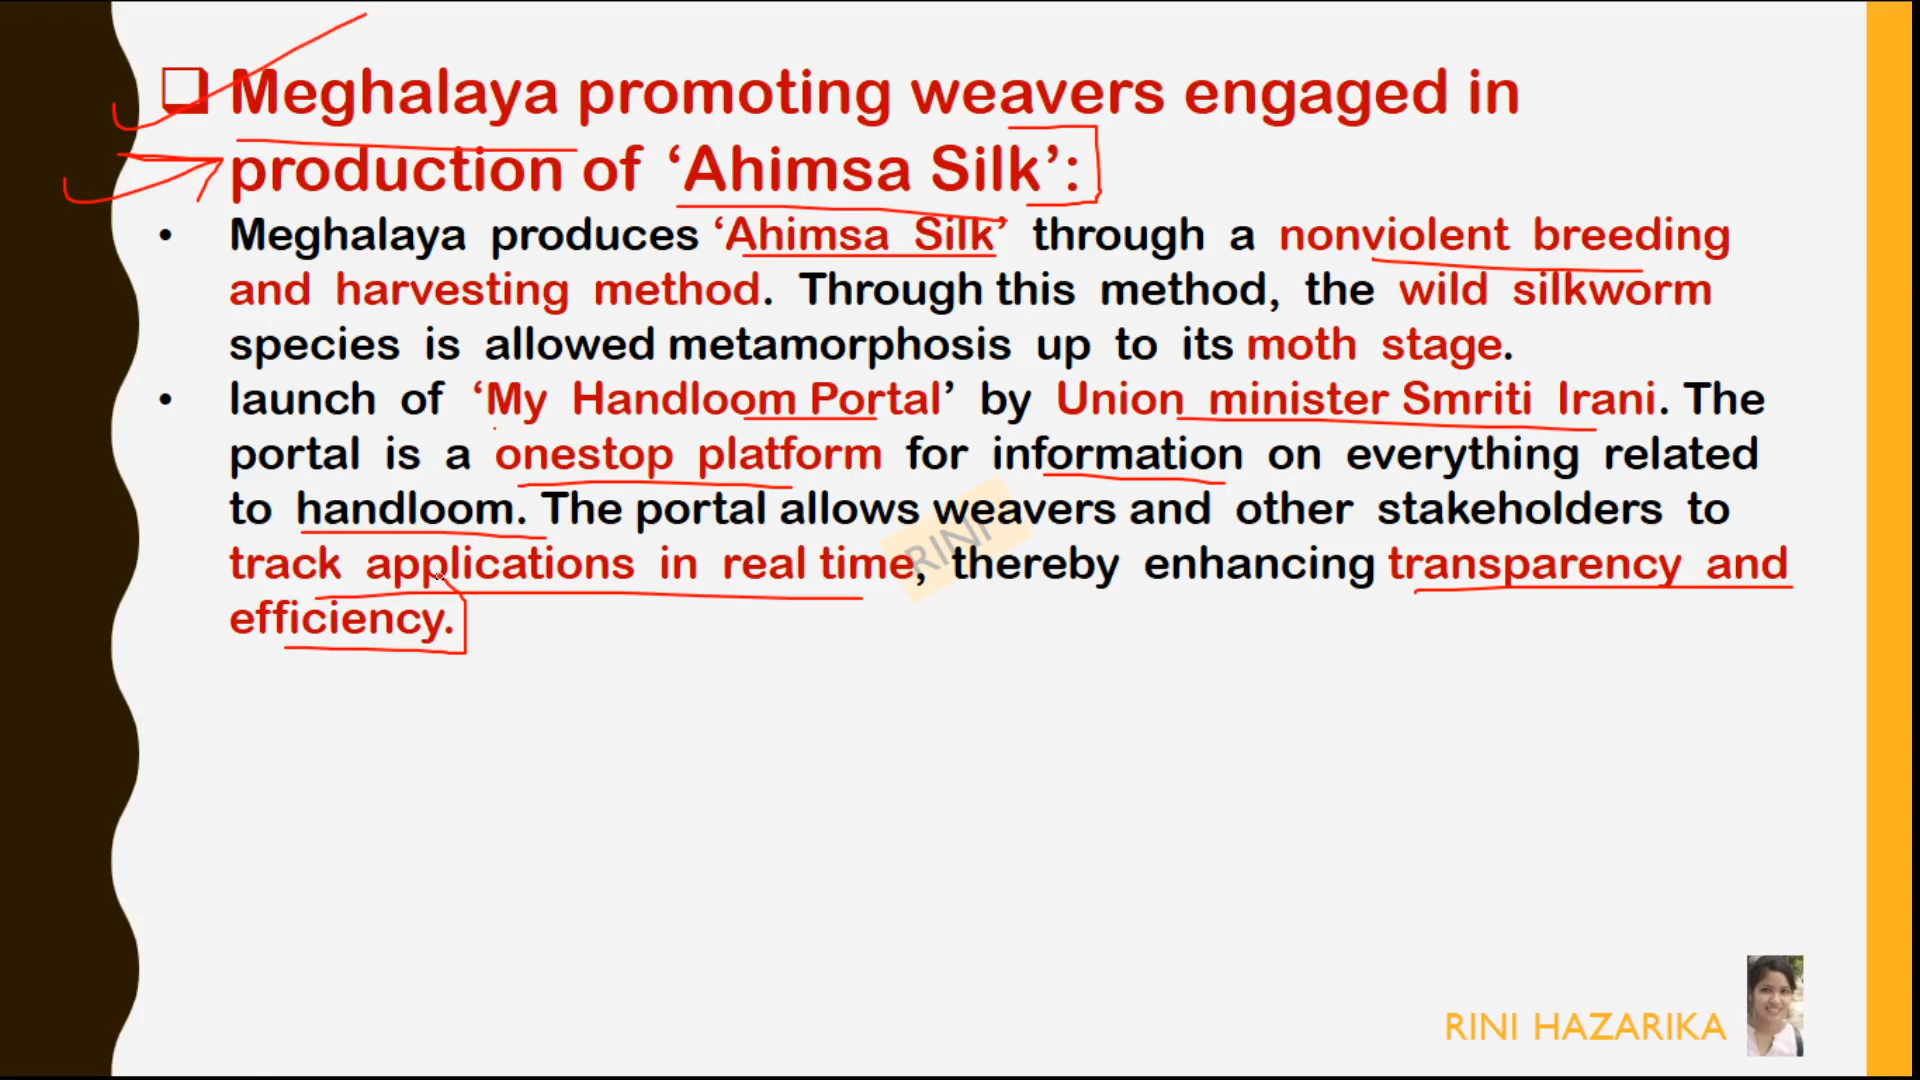 Meghalaya promoting weavers engaged in
production of ‘Ahimsa Silk’:
• Meghalaya produces ‘Ahimsa Silk’ through a nonviolent breeding
and harvesting method. Through this method, the wild silkworm
species is allowed metamorphosis up to its moth stage.
• launch of ‘My Handloom Portal’ by Union minister Smriti Irani. The
portal is a onestop platform for information on everything related
to handloom. The portal allows weavers and other stakeholders to
track applications in real time, thereby enhancing transparency and
efficiency.
RINI
RINI HAZARIKA